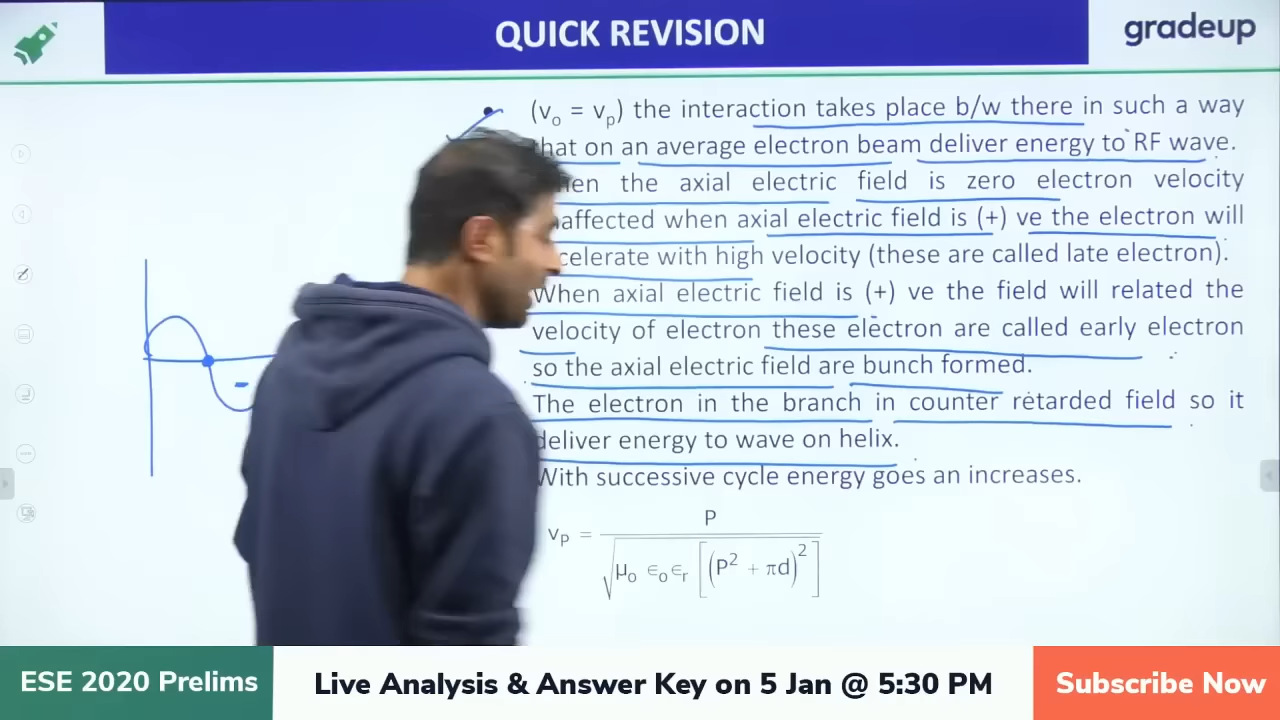 QUICK REVISION
gradeup
(vo = vp) the interaction takes place b/w there in such a way
that on an average electron beam deliver energy to RF wave.
the axial electric field is zero electron velocity
when axial electric field is (+) ve the electron will
with high velocity (these are called late electron).
When axial electric field is (+) ve the field will related the
velocity of electron these electron are called early electron
so the axial electric field are bunch formed.
The electron in the branch in counter retarded field so it
deliver energy to wave on helix.
With successive cycle energy goes an increases.
vP = P / √μo ∈o∈r [(P² + πd)²]
ESE 2020 Prelims
Live Analysis & Answer Key on 5 Jan @ 5:30 PM
Subscribe Now